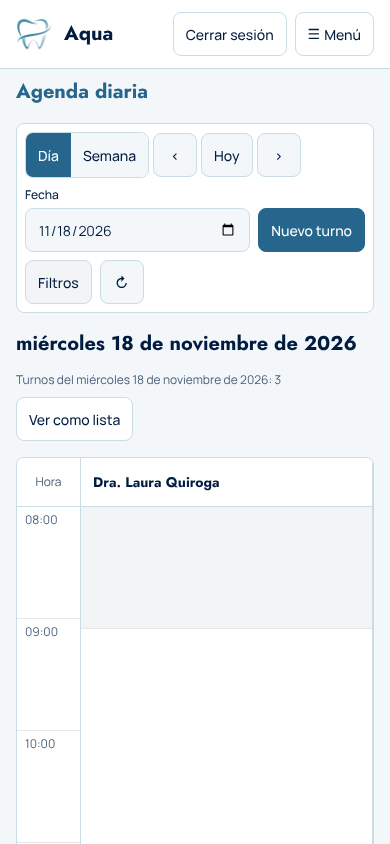 Aqua
Cerrar sesión
☰ Menú
Agenda diaria
Día
Semana
‹
Hoy
›
Fecha
11/18/2026
Nuevo turno
Filtros
↻
miércoles 18 de noviembre de 2026
Turnos del miércoles 18 de noviembre de 2026: 3
Ver como lista
Hora
Dra. Laura Quiroga
08:00
09:00
10:00